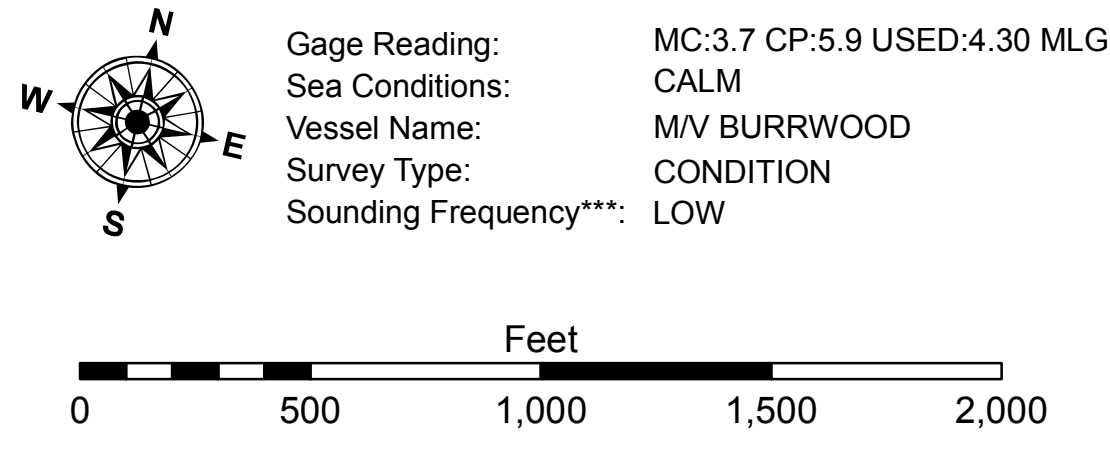 N
W
E
S
Gage Reading: MC:3.7 CP:5.9 USED:4.30 MLG
Sea Conditions: CALM
Vessel Name: M/V BURRWOOD
Survey Type: CONDITION
Sounding Frequency***: LOW
Feet
0 500 1,000 1,500 2,000